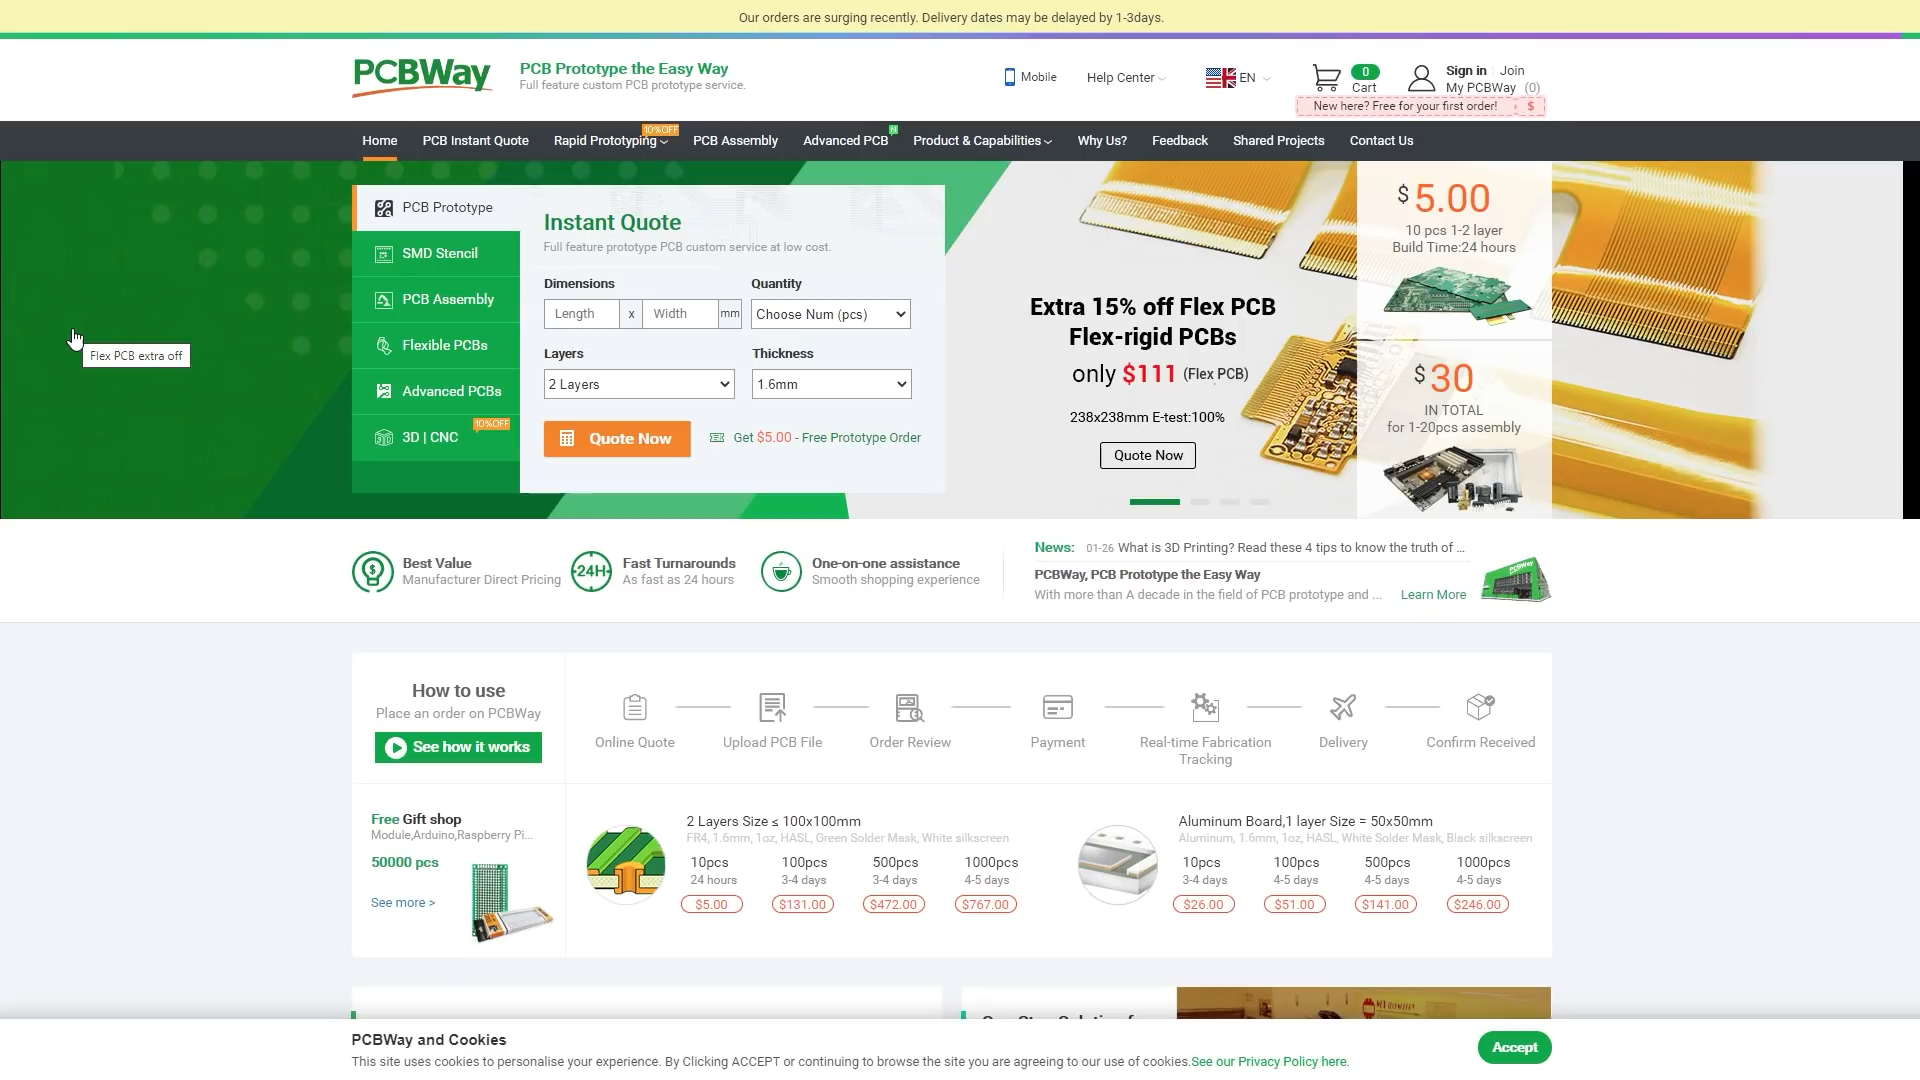 Our orders are surging recently. Delivery dates may be delayed by 1-3days.
PCBWay
PCB Prototype the Easy Way
Full feature custom PCB prototype service.
Mobile
Help Center
EN
0
Cart
Sign in
Join
My PCBWay (0)
New here? Free for your first order! $
Home
PCB Instant Quote
Rapid Prototyping
10%OFF
PCB Assembly
Advanced PCB
N
Product & Capabilities
Why Us?
Feedback
Shared Projects
Contact Us
PCB Prototype
SMD Stencil
PCB Assembly
Flexible PCBs
Advanced PCBs
3D | CNC
10%OFF
Flex PCB extra off
Instant Quote
Full feature prototype PCB custom service at low cost.
Dimensions
Quantity
Length x Width mm
Choose Num (pcs)
Layers
Thickness
2 Layers
1.6mm
Quote Now
Get $5.00 - Free Prototype Order
Extra 15% off Flex PCB
Flex-rigid PCBs
only $111 (Flex PCB)
238x238mm E-test:100%
Quote Now
$ 5.00
10 pcs 1-2 layer
Build Time:24 hours
$ 30
IN TOTAL
for 1-20pcs assembly
Best Value
Manufacturer Direct Pricing
24H
Fast Turnarounds
As fast as 24 hours
One-on-one assistance
Smooth shopping experience
News: 01-26 What is 3D Printing? Read these 4 tips to know the truth of ...
PCBWay, PCB Prototype the Easy Way
With more than A decade in the field of PCB prototype and ... Learn More
PCBWay
How to use
Place an order on PCBWay
See how it works
Online Quote
Upload PCB File
Order Review
Payment
Real-time Fabrication
Tracking
Delivery
Confirm Received
Free Gift shop
Module,Arduino,Raspberry Pi...
50000 pcs
See more >
2 Layers Size ≤ 100x100mm
FR4, 1.6mm, 1oz, HASL, Green Solder Mask, White silkscreen
10pcs 100pcs 500pcs 1000pcs
24 hours 3-4 days 3-4 days 4-5 days
$5.00 $131.00 $472.00 $767.00
Aluminum Board,1 layer Size = 50x50mm
Aluminum, 1.6mm, 1oz, HASL, White Solder Mask, Black silkscreen
10pcs 100pcs 500pcs 1000pcs
3-4 days 4-5 days 4-5 days 4-5 days
$26.00 $51.00 $141.00 $246.00
PCBWay and Cookies
This site uses cookies to personalise your experience. By Clicking ACCEPT or continuing to browse the site you are agreeing to our use of cookies.See our Privacy Policy here.
Accept